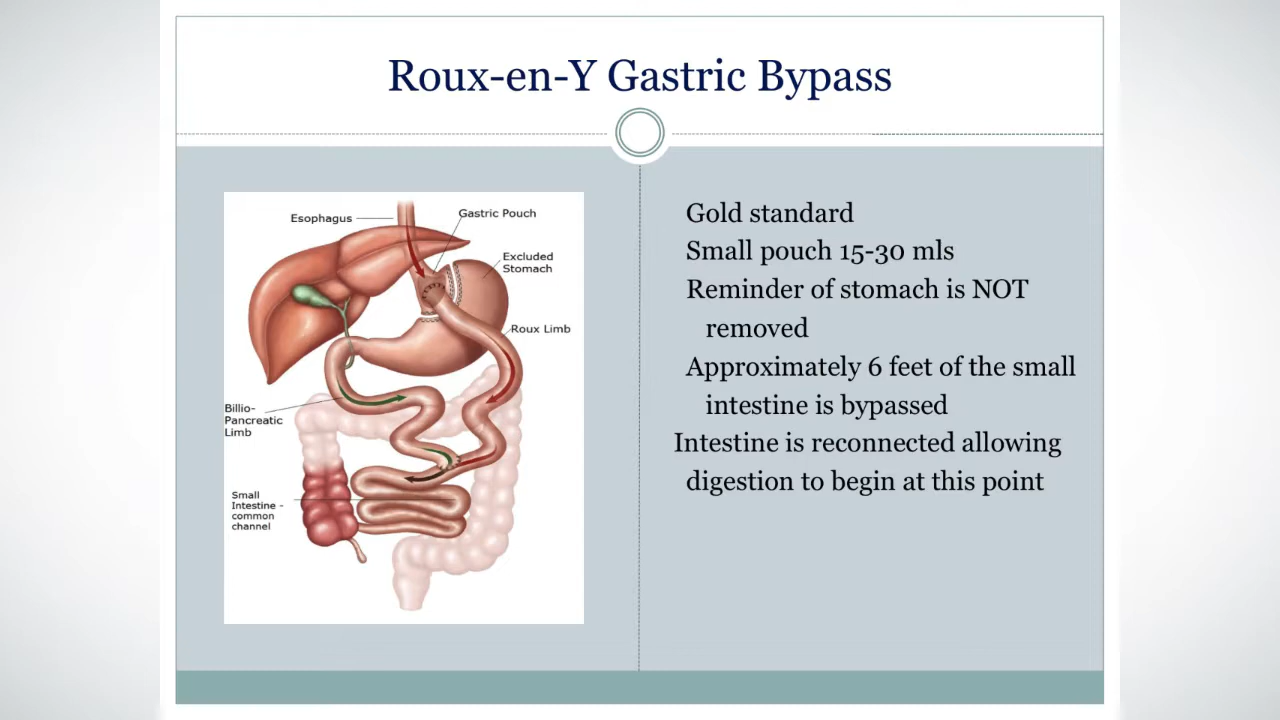 Roux-en-Y Gastric Bypass
Esophagus
Gastric Pouch
Excluded
Stomach
Roux Limb
Billio-
Pancreatic
Limb
Small
Intestine -
common
channel
Gold standard
Small pouch 15-30 mls
Reminder of stomach is NOT
removed
Approximately 6 feet of the small
intestine is bypassed
Intestine is reconnected allowing
digestion to begin at this point